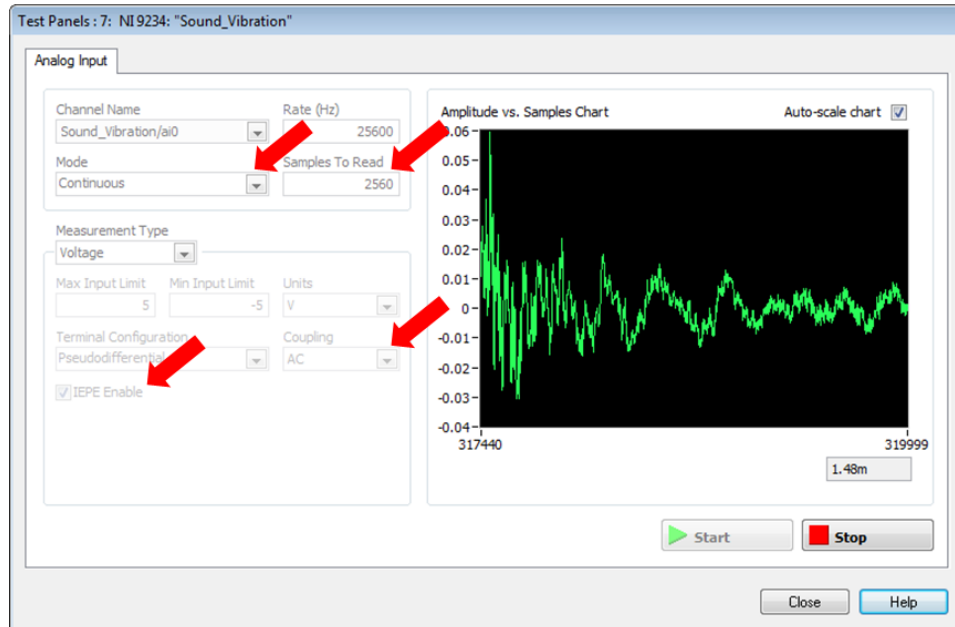 Test Panels : 7: NI 9234: "Sound_Vibration"
Analog Input
Channel Name
Rate (Hz)
Sound_Vibration/ai0
25600
Mode
Samples To Read
Continuous
2560
Measurement Type
Voltage
Max Input Limit
Min Input Limit
Units
5
-5
V
Terminal Configuration
Coupling
Pseudodifferential
AC
IEPE Enable
Amplitude vs. Samples Chart
Auto-scale chart
0.06
0.05
0.04
0.03
0.02
0.01
0
-0.01
-0.02
-0.03
-0.04
317440
319999
1.48m
Start
Stop
Close
Help